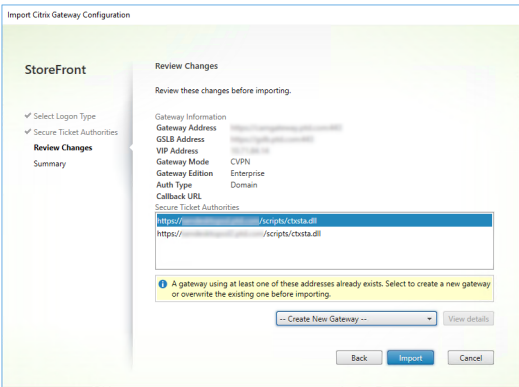 Import Citrix Gateway Configuration
StoreFront
Select Logon Type
Secure Ticket Authorities
Review Changes
Summary
Review Changes
Review these changes before importing.
Gateway Information
Gateway Address
GSLB Address
VIP Address
Gateway Mode CVPN
Gateway Edition Enterprise
Auth Type Domain
Callback URL
Secure Ticket Authorities
https:// /scripts/ctxsta.dll
https:// /scripts/ctxsta.dll
A gateway using at least one of these addresses already exists. Select to create a new gateway
or overwrite the existing one before importing.
-- Create New Gateway -- View details
Back Import Cancel